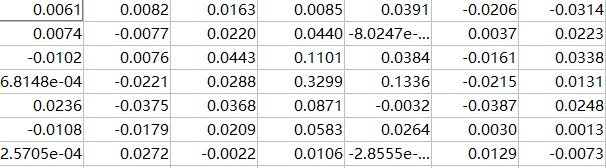 0.0061 0.0082 0.0163 0.0085 0.0391 -0.0206 -0.0314
0.0074 -0.0077 0.0220 0.0440 -8.0247e-... 0.0037 0.0223
-0.0102 0.0076 0.0443 0.1101 0.0384 -0.0161 0.0338
6.8148e-04 -0.0221 0.0288 0.3299 0.1336 -0.0215 0.0131
0.0236 -0.0375 0.0368 0.0871 -0.0032 -0.0387 0.0248
-0.0108 -0.0179 0.0209 0.0583 0.0264 0.0030 0.0013
2.5705e-04 0.0272 -0.0022 0.0106 -2.8555e-... 0.0129 -0.0073